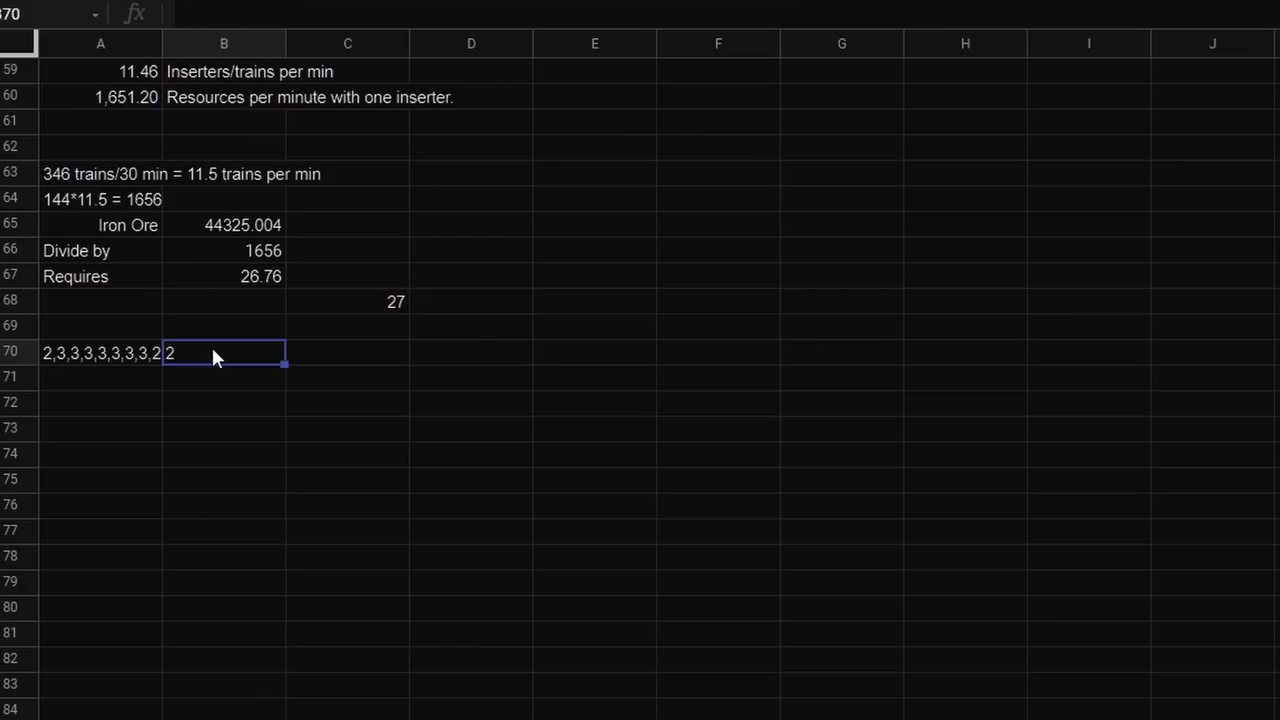 B70 fx
A B C D E F G H I J
59 11.46 Inserters/trains per min
60 1,651.20 Resources per minute with one inserter.
61
62
63 346 trains/30 min = 11.5 trains per min
64 144*11.5 = 1656
65 Iron Ore 44325.004
66 Divide by 1656
67 Requires 26.76
68 27
69
70 2,3,3,3,3,3,3,3,2 2
71
72
73
74
75
76
77
78
79
80
81
82
83
84